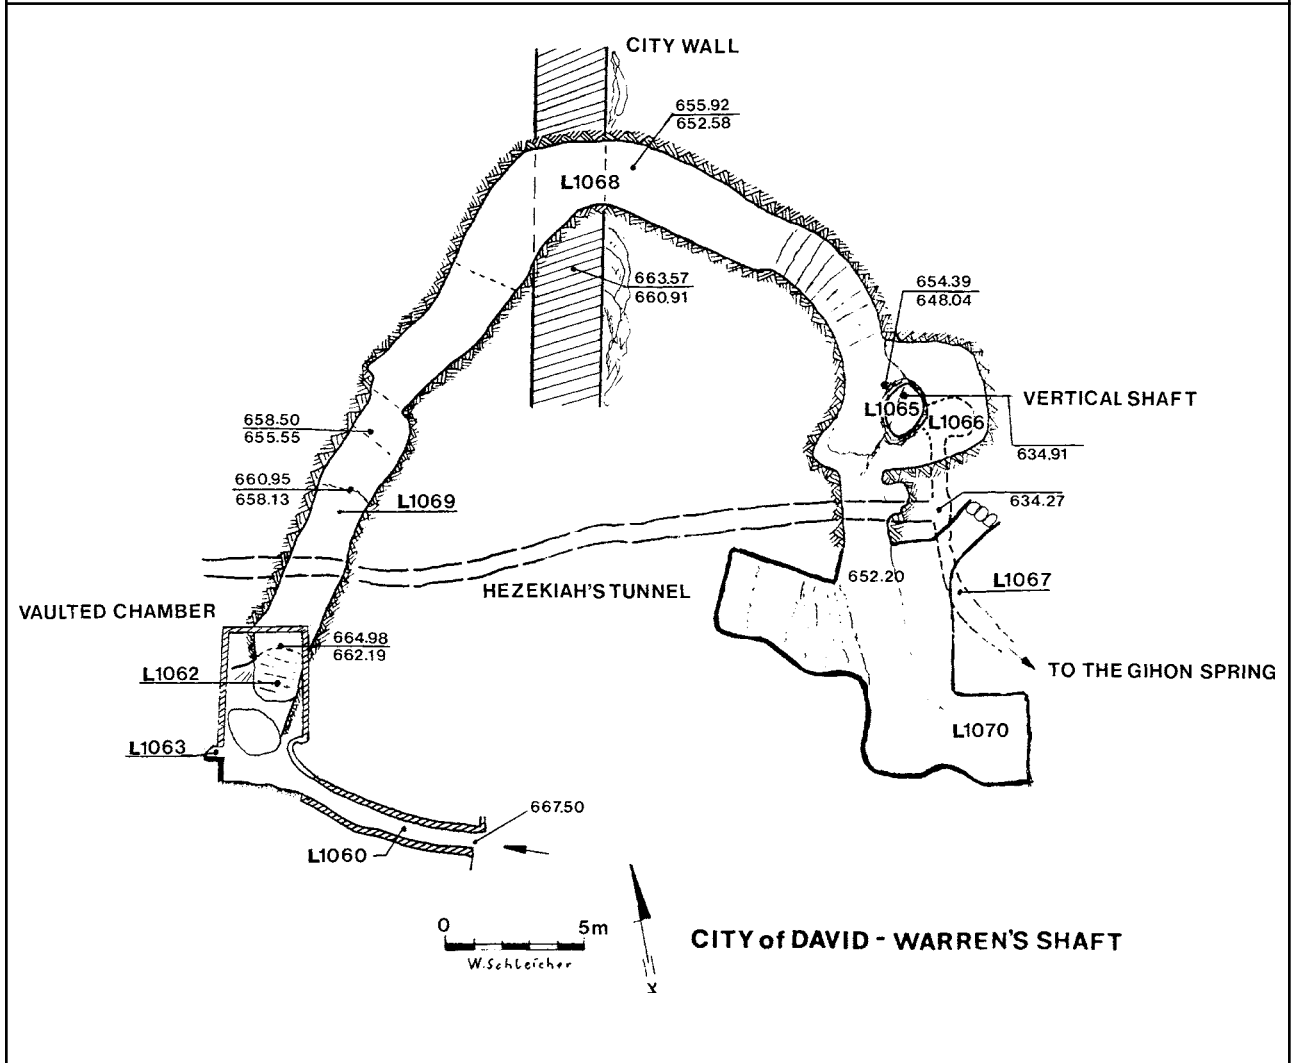 CITY WALL
655.92
652.58
L1068
663.57
660.91
654.39
648.04
VERTICAL SHAFT
L1065
L1066
658.50
655.55
634.91
660.95
658.13
L1069
634.27
652.20
L1067
HEZEKIAH'S TUNNEL
VAULTED CHAMBER
664.98
662.19
L1062
TO THE GIHON SPRING
L1070
L1063
667.50
L1060
0 5m
W.Schleicher
CITY of DAVID - WARREN'S SHAFT